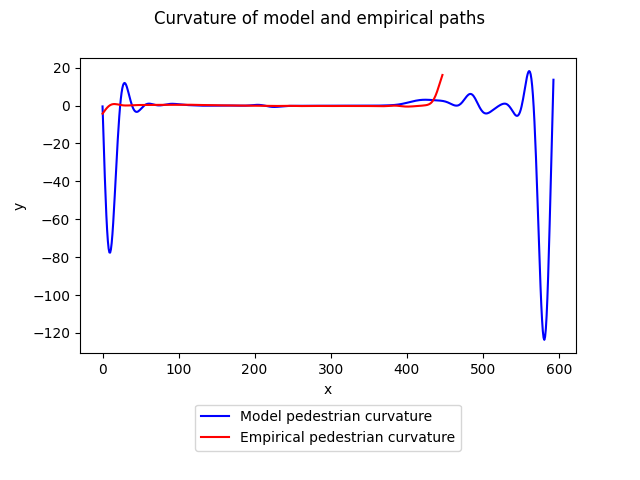 Curvature of model and empirical paths
20
0
−20
−40
−60
−80
−100
−120
y
0 100 200 300 400 500 600
x
Model pedestrian curvature
Empirical pedestrian curvature